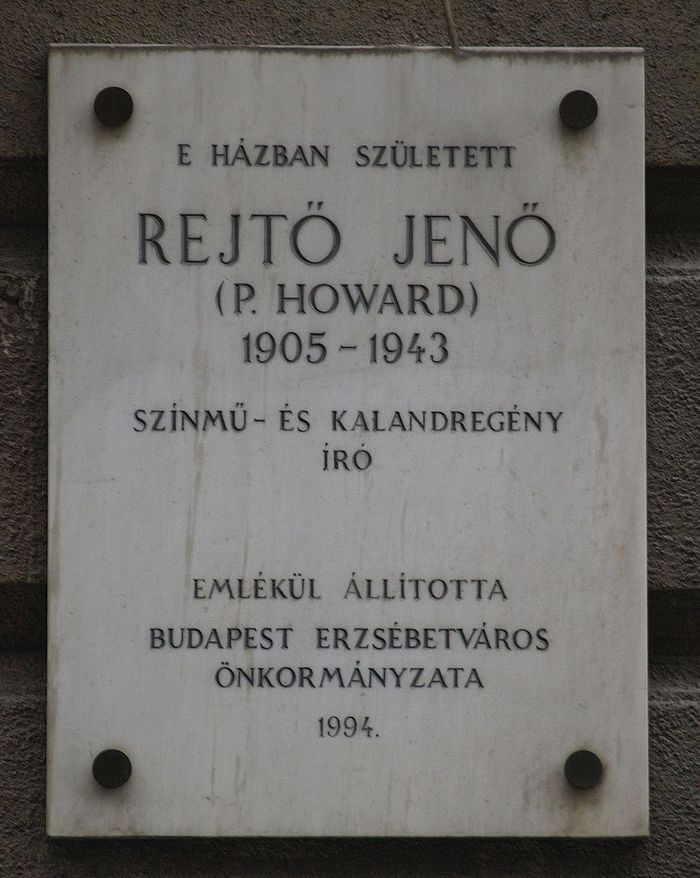 E HÁZBAN SZÜLETETT
REJTŐ JENŐ
(P. HOWARD)
1905 – 1943
SZÍNMŰ- ÉS KALANDREGÉNY
ÍRÓ
EMLÉKÜL ÁLLÍTOTTA
BUDAPEST ERZSÉBETVÁROS
ÖNKORMÁNYZATA
1994.